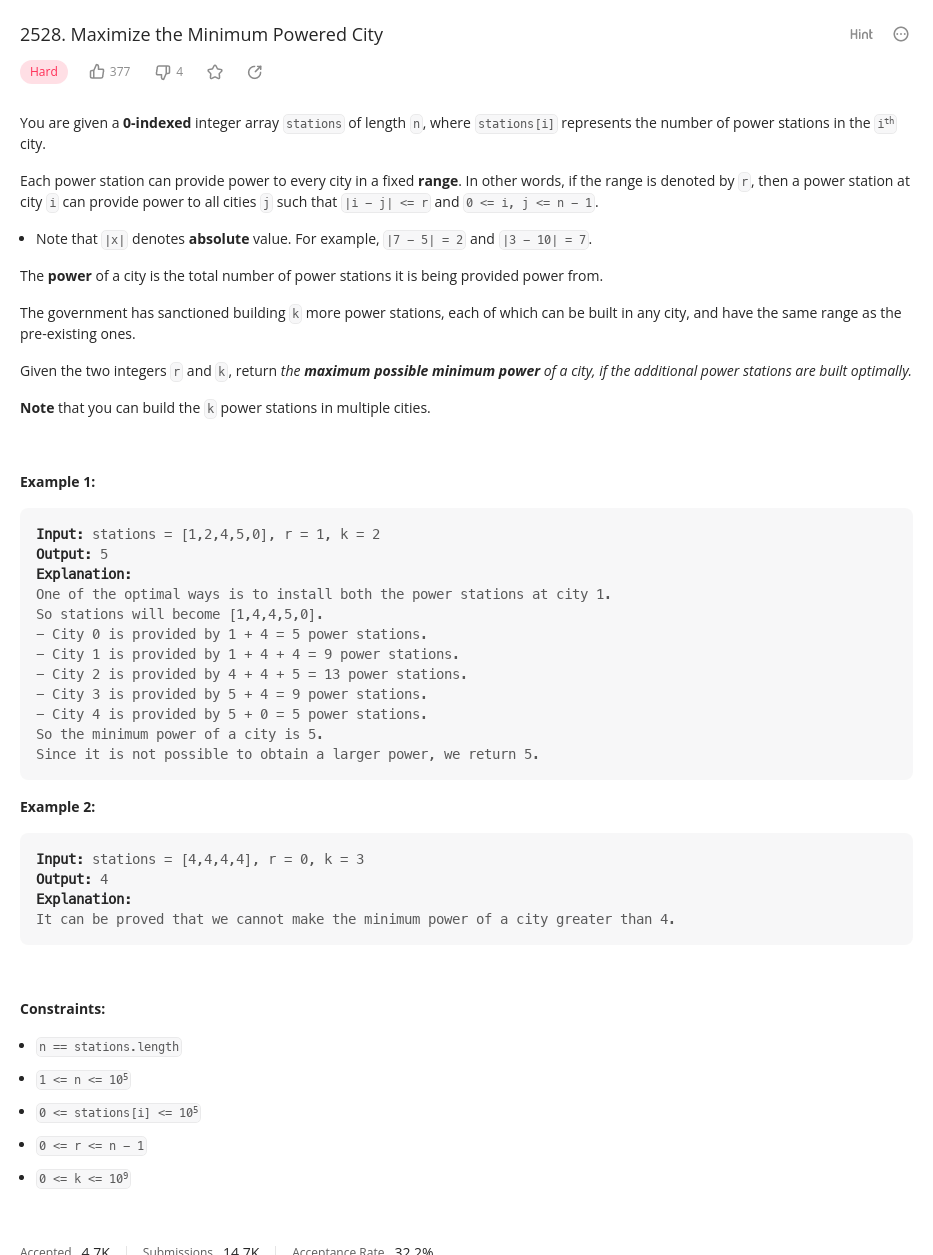 2528. Maximize the Minimum Powered City
Hint
Hard 377 4
You are given a 0-indexed integer array stations of length n, where stations[i] represents the number of power stations in the ith
city.
Each power station can provide power to every city in a fixed range. In other words, if the range is denoted by r, then a power station at
city i can provide power to all cities j such that |i - j| <= r and 0 <= i, j <= n - 1.
• Note that |x| denotes absolute value. For example, |7 - 5| = 2 and |3 - 10| = 7.
The power of a city is the total number of power stations it is being provided power from.
The government has sanctioned building k more power stations, each of which can be built in any city, and have the same range as the
pre-existing ones.
Given the two integers r and k, return the maximum possible minimum power of a city, if the additional power stations are built optimally.
Note that you can build the k power stations in multiple cities.
Example 1:
Input: stations = [1,2,4,5,0], r = 1, k = 2
Output: 5
Explanation:
One of the optimal ways is to install both the power stations at city 1.
So stations will become [1,4,4,5,0].
- City 0 is provided by 1 + 4 = 5 power stations.
- City 1 is provided by 1 + 4 + 4 = 9 power stations.
- City 2 is provided by 4 + 4 + 5 = 13 power stations.
- City 3 is provided by 5 + 4 = 9 power stations.
- City 4 is provided by 5 + 0 = 5 power stations.
So the minimum power of a city is 5.
Since it is not possible to obtain a larger power, we return 5.
Example 2:
Input: stations = [4,4,4,4], r = 0, k = 3
Output: 4
Explanation:
It can be proved that we cannot make the minimum power of a city greater than 4.
Constraints:
• n == stations.length
• 1 <= n <= 10⁵
• 0 <= stations[i] <= 10⁵
• 0 <= r <= n - 1
• 0 <= k <= 10⁹
Accepted 4.7K Submissions 14.7K Acceptance Rate 32.2%